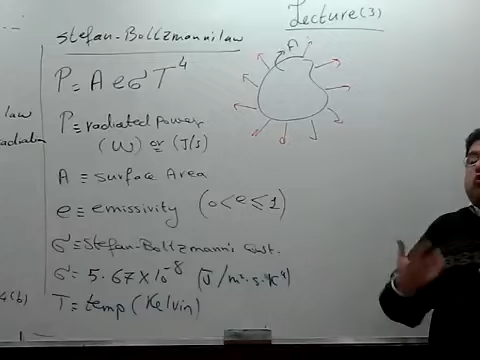 Lecture(3)
Stefan-Boltzmann's law
P = A e σ T⁴
law
P ≡ radiated Power
(W) or (J/s)
radiation
A ≡ surface Area
e ≡ emissivity (0<e≤1)
σ ≡ Stefan-Boltzmann's Const.
σ = 5.67×10⁻⁸ (J/m².s.K⁴)
T ≡ temp (Kelvin)
A